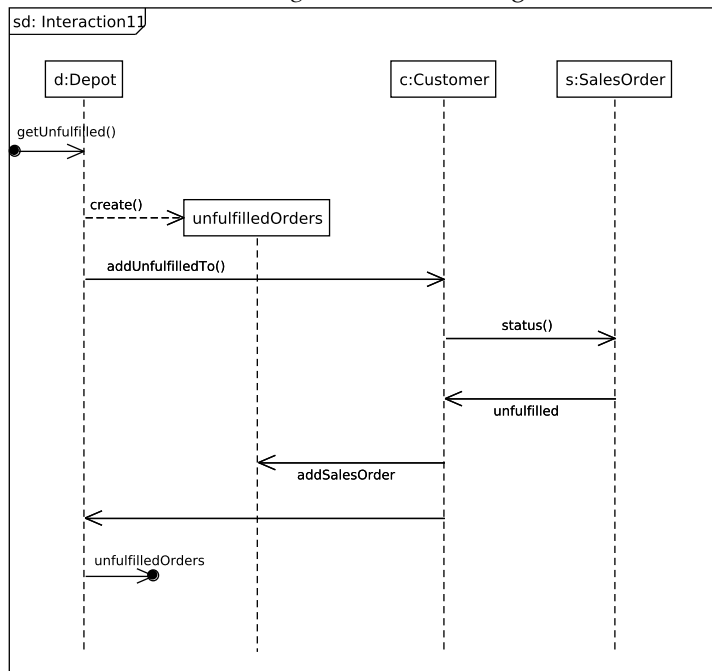 sd: Interaction11
d:Depot
c:Customer
s:SalesOrder
getUnfulfilled()
create()
unfulfilledOrders
addUnfulfilledTo()
status()
unfulfilled
addSalesOrder
unfulfilledOrders